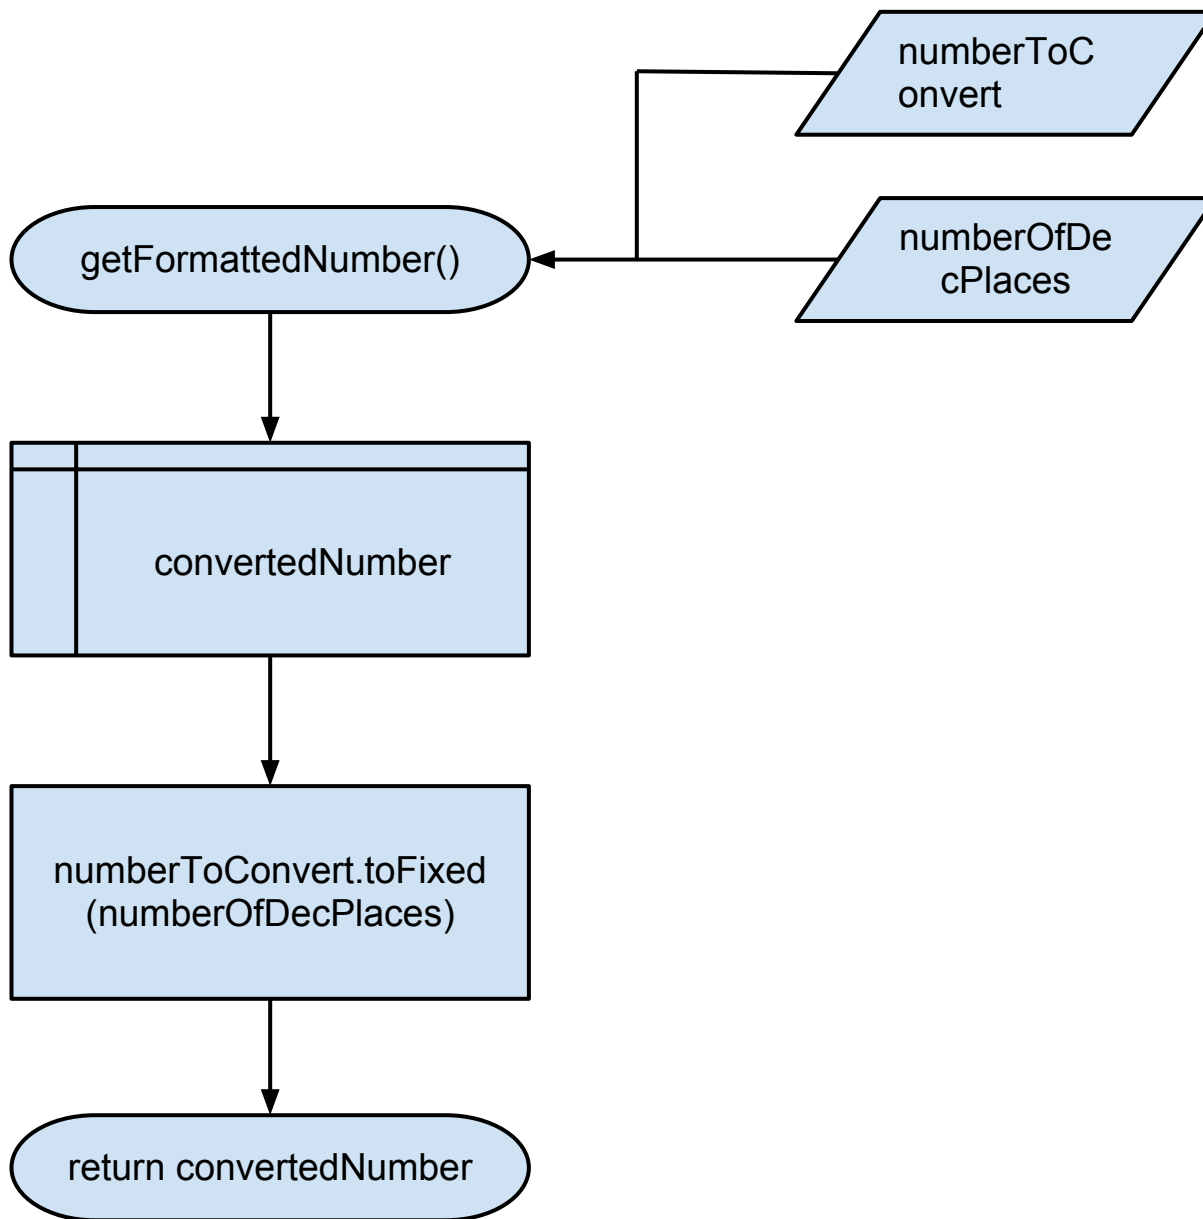 numberToC
onvert
getFormattedNumber()
numberOfDe
cPlaces
convertedNumber
numberToConvert.toFixed
(numberOfDecPlaces)
return convertedNumber